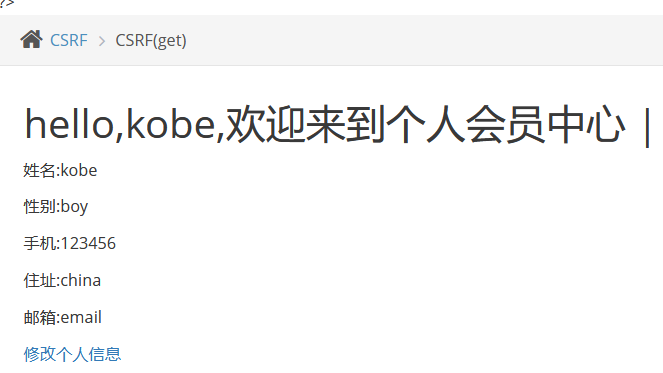 ?>
CSRF > CSRF(get)
hello,kobe,欢迎来到个人会员中心 |
姓名:kobe
性别:boy
手机:123456
住址:china
邮箱:email
修改个人信息